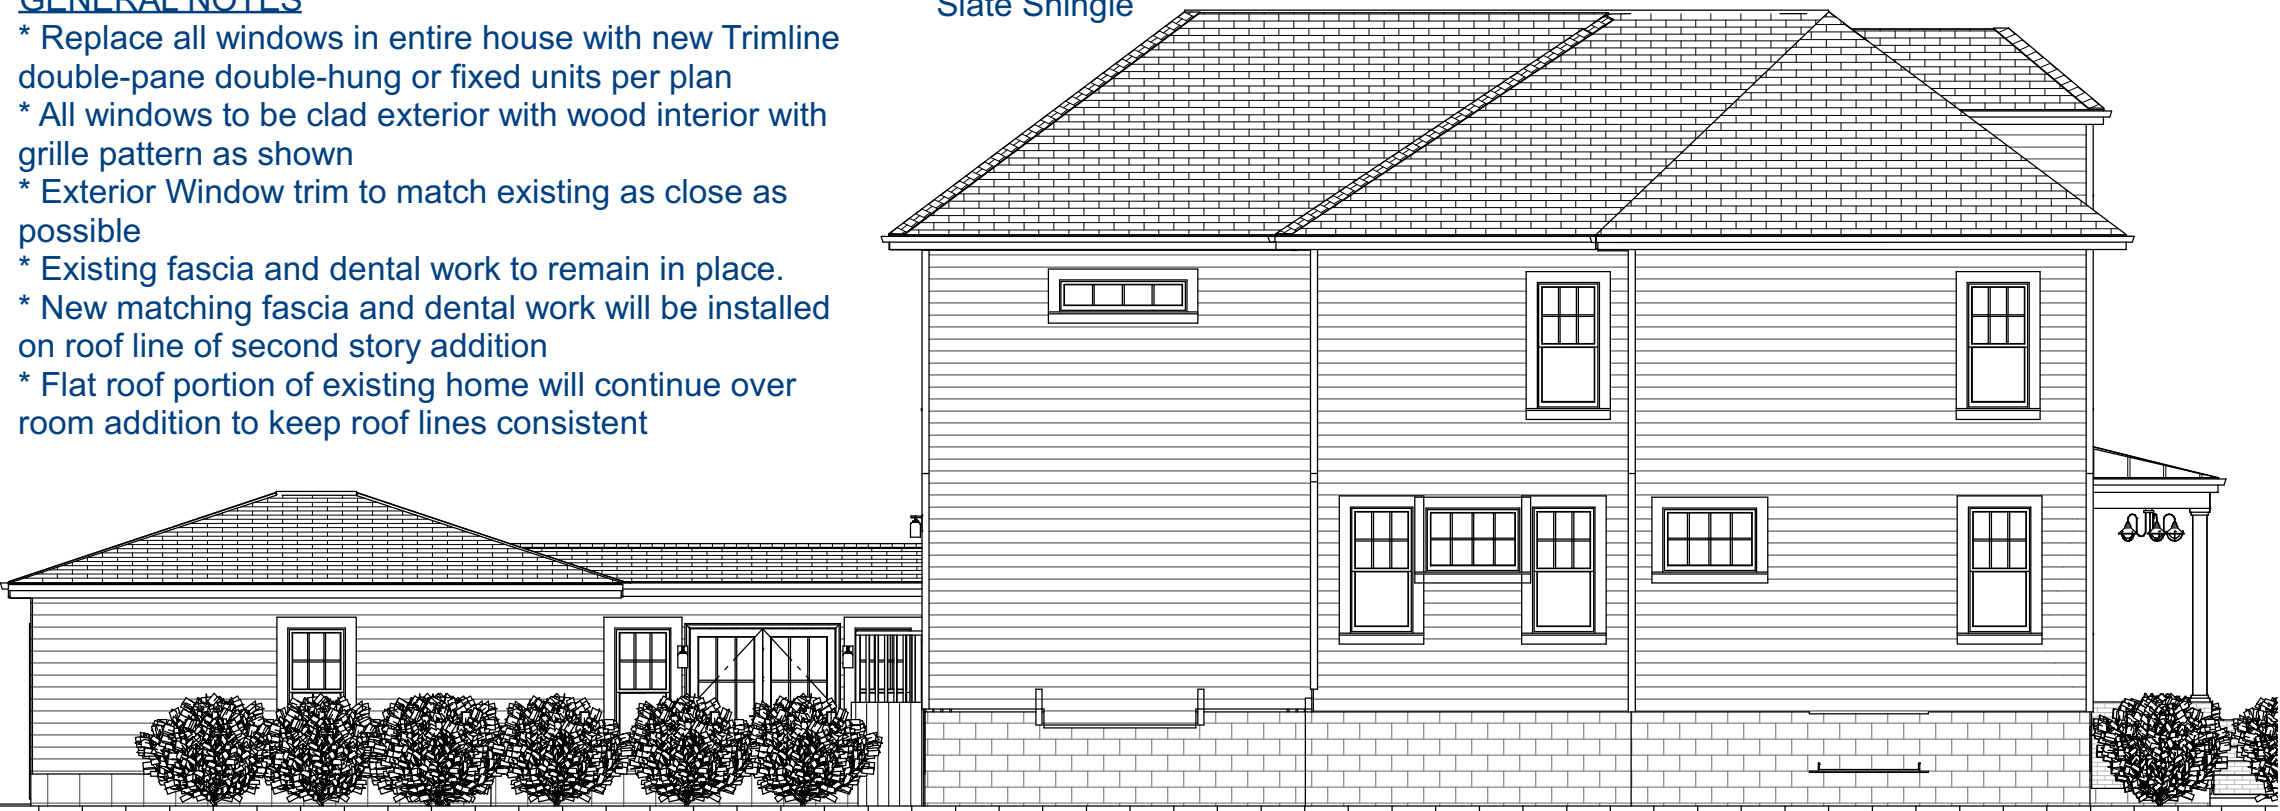 GENERAL NOTES
* Replace all windows in entire house with new Trimline
double-pane double-hung or fixed units per plan
* All windows to be clad exterior with wood interior with
grille pattern as shown
* Exterior Window trim to match existing as close as
possible
* Existing fascia and dental work to remain in place.
* New matching fascia and dental work will be installed
on roof line of second story addition
* Flat roof portion of existing home will continue over
room addition to keep roof lines consistent
Slate Shingle